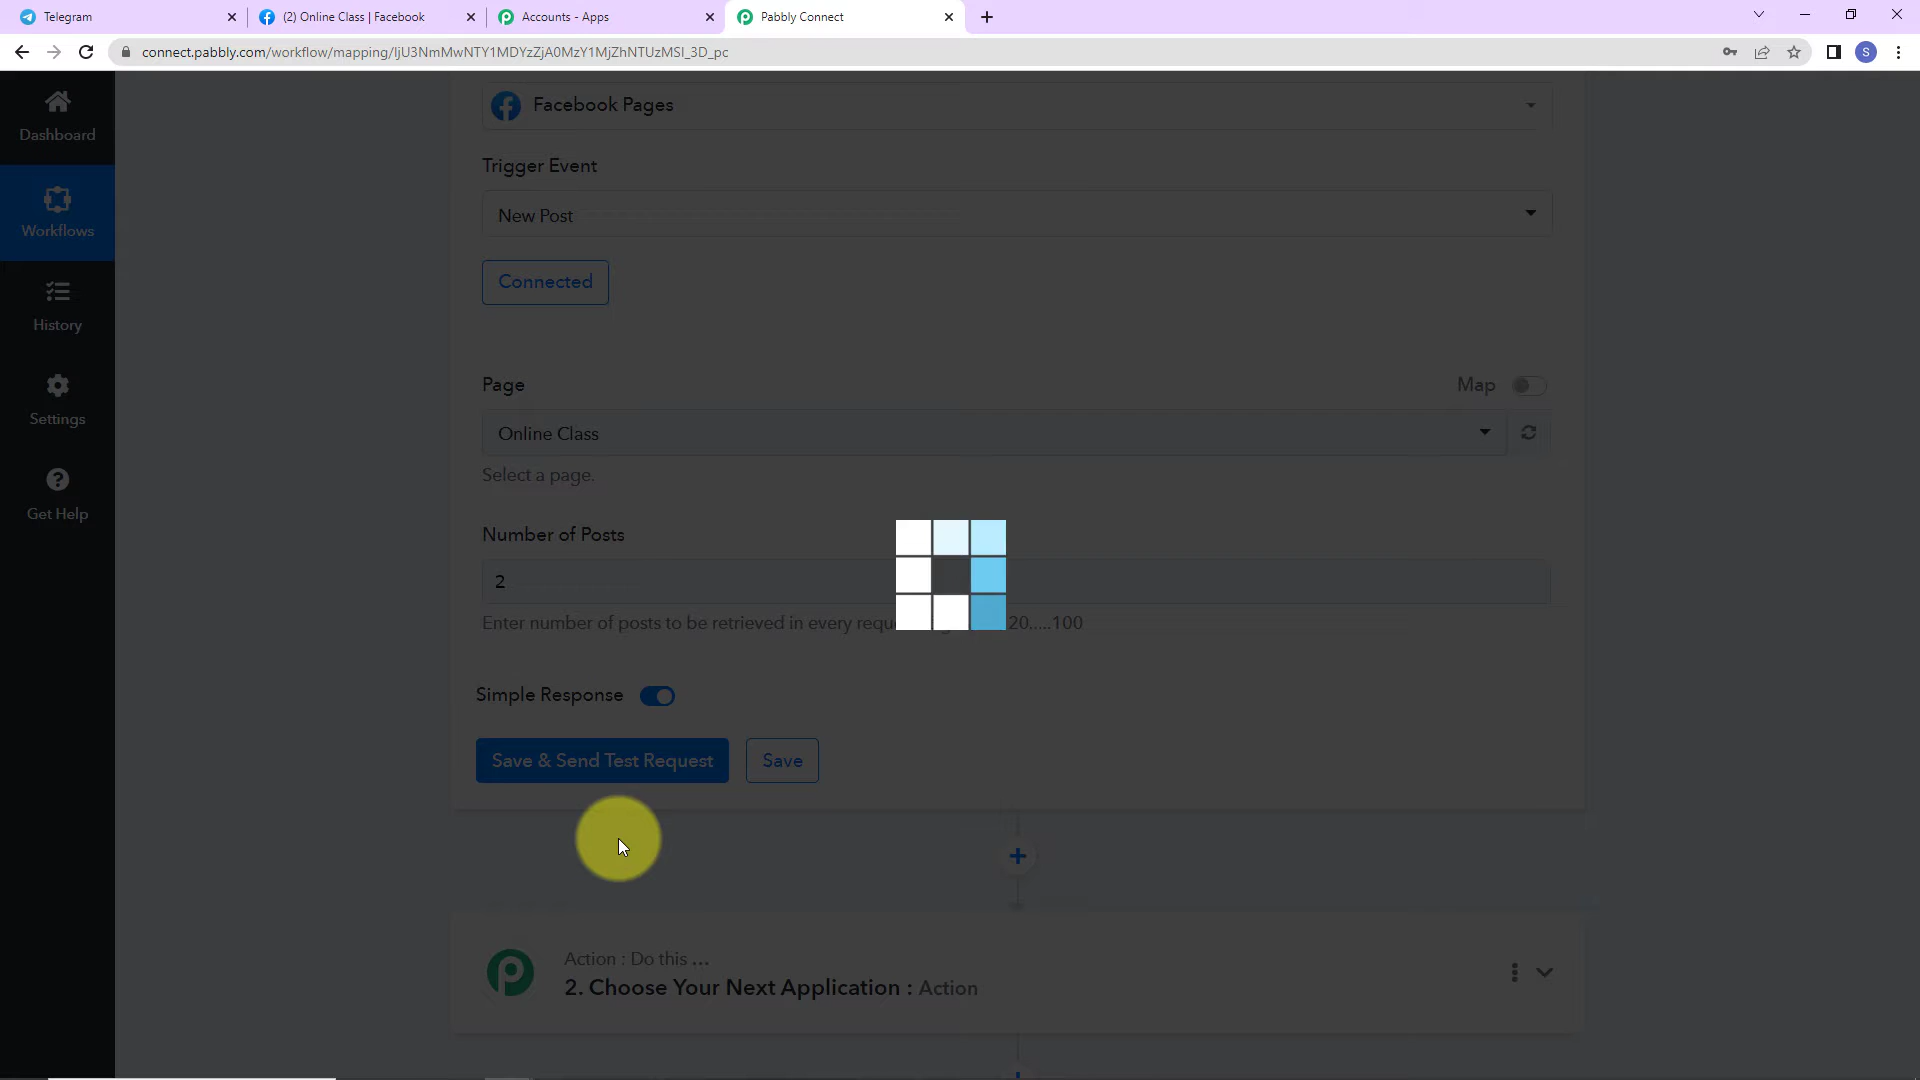 Telegram
(2) Online Class | Facebook
Accounts - Apps
Pabbly Connect
connect.pabbly.com/workflow/mapping/IjU3NmMwNTY1MDYzZjA0MzY1MjZhNTUzMSI_3D_pc
S
Dashboard
Workflows
History
Settings
Get Help
Facebook Pages
Trigger Event
New Post
Connected
Page
Map
Online Class
Select a page.
Number of Posts
2
Enter number of posts to be retrieved in every 20.....100
Simple Response
Save & Send Test Request
Save
Action : Do this ...
2. Choose Your Next Application : Action